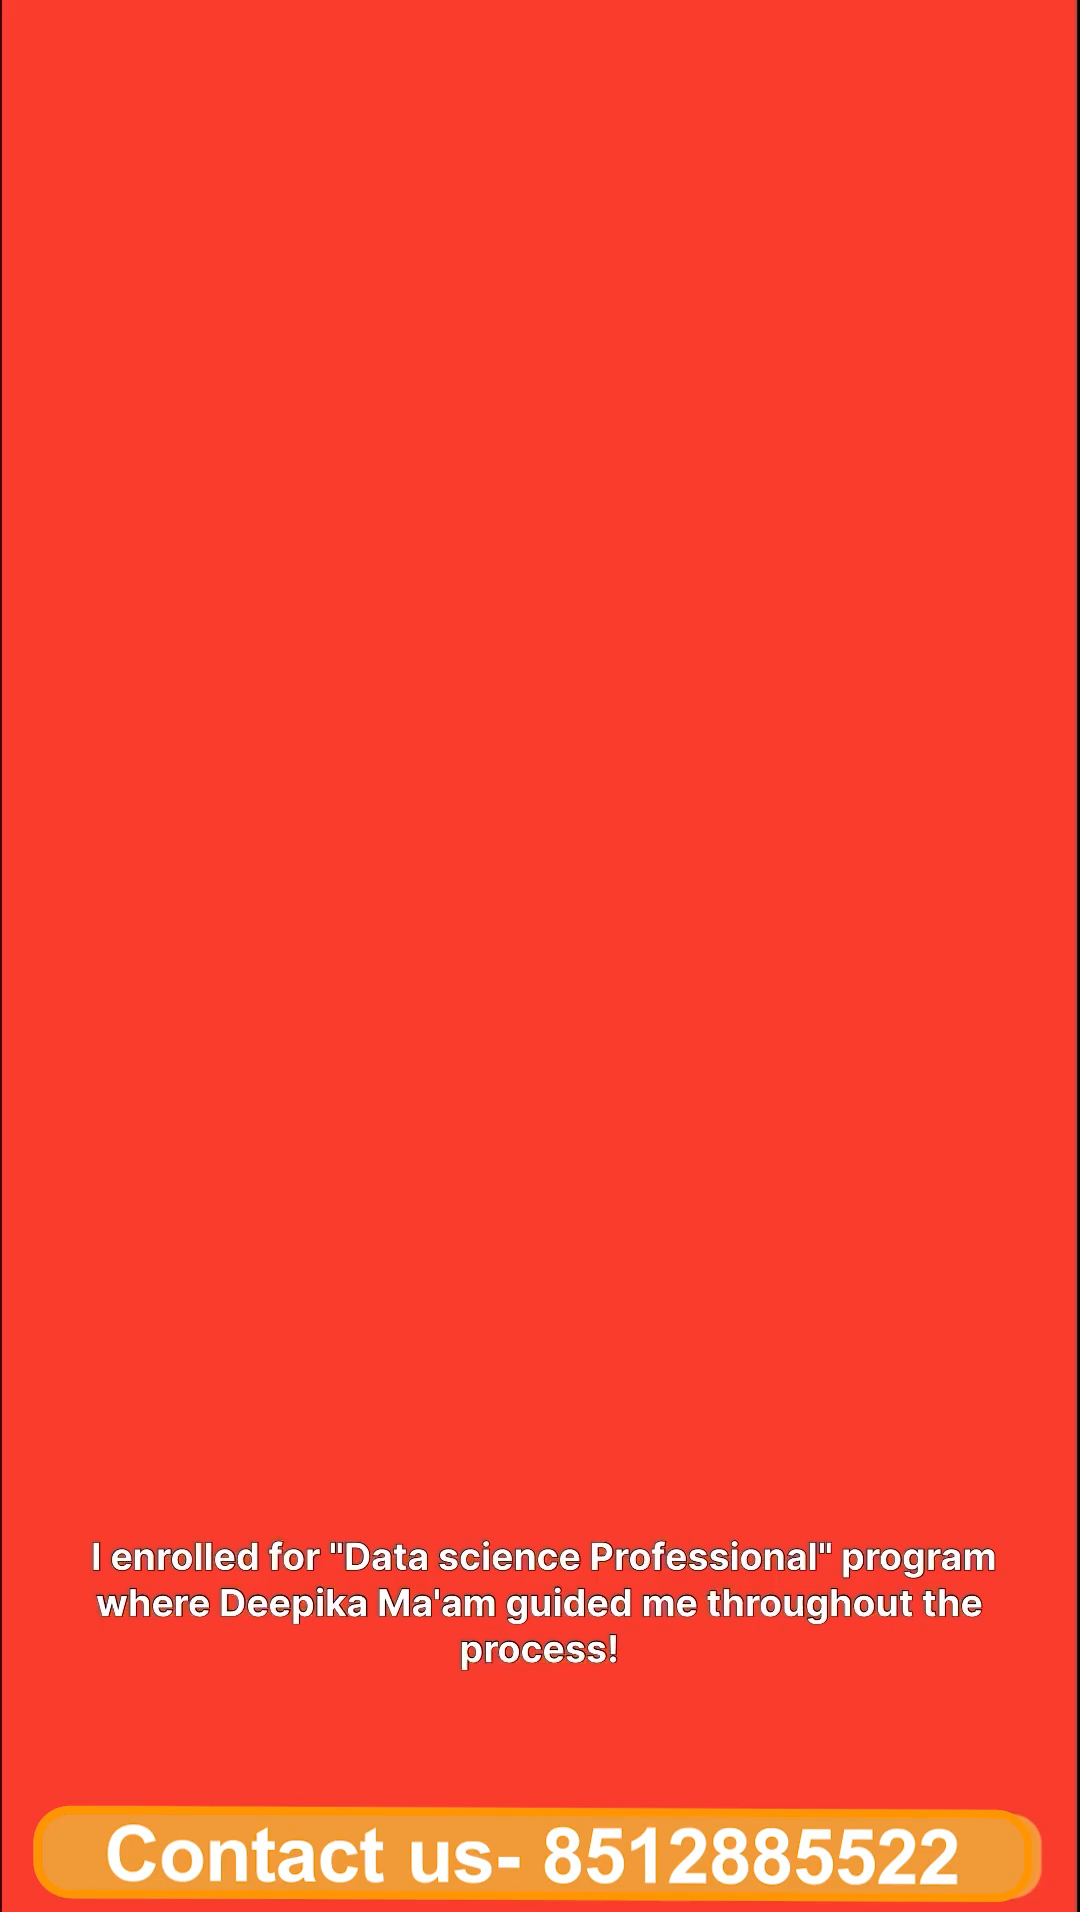 I enrolled for "Data science Professional" program
where Deepika Ma'am guided me throughout the
process!
Contact us- 8512885522